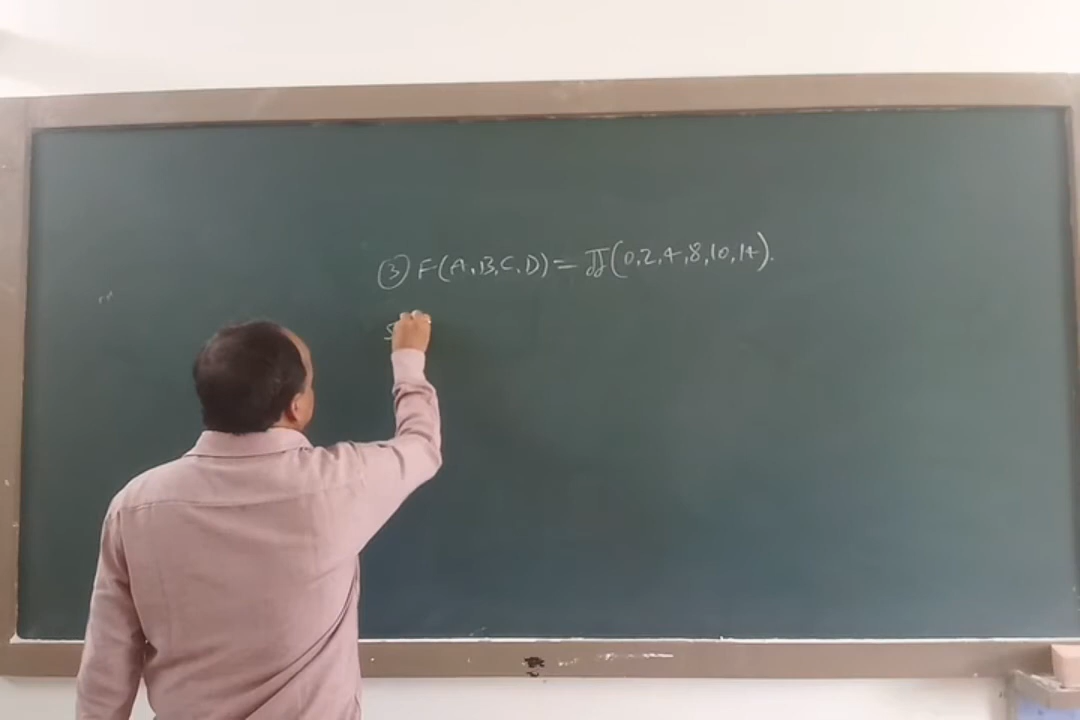 ③ F(A,B,C,D) = π(0,2,4,8,10,14).
S